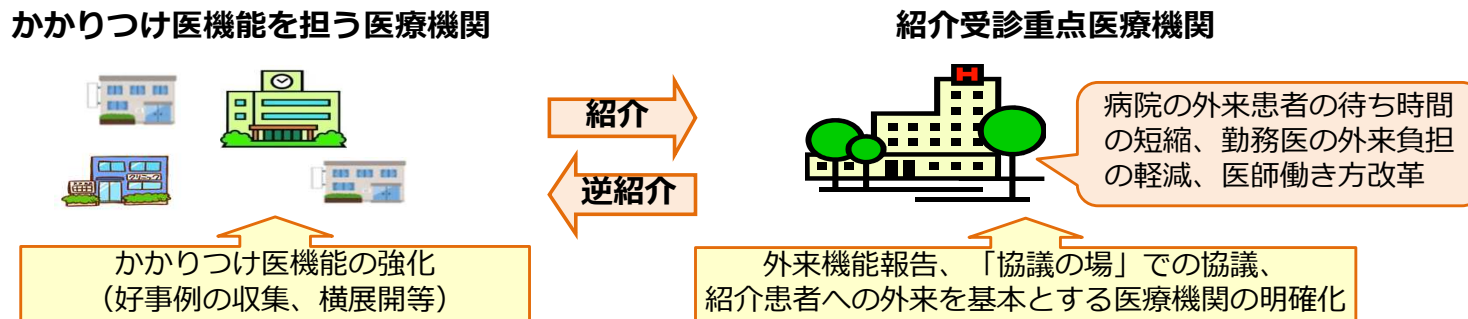 かかりつけ医機能を担う医療機関
紹介受診重点医療機関
H
紹介
逆紹介
クリニック
病院の外来患者の待ち時間
の短縮、勤務医の外来負担
の軽減、医師働き方改革
かかりつけ医機能の強化
（好事例の収集、横展開等）
外来機能報告、「協議の場」での協議、
紹介患者への外来を基本とする医療機関の明確化